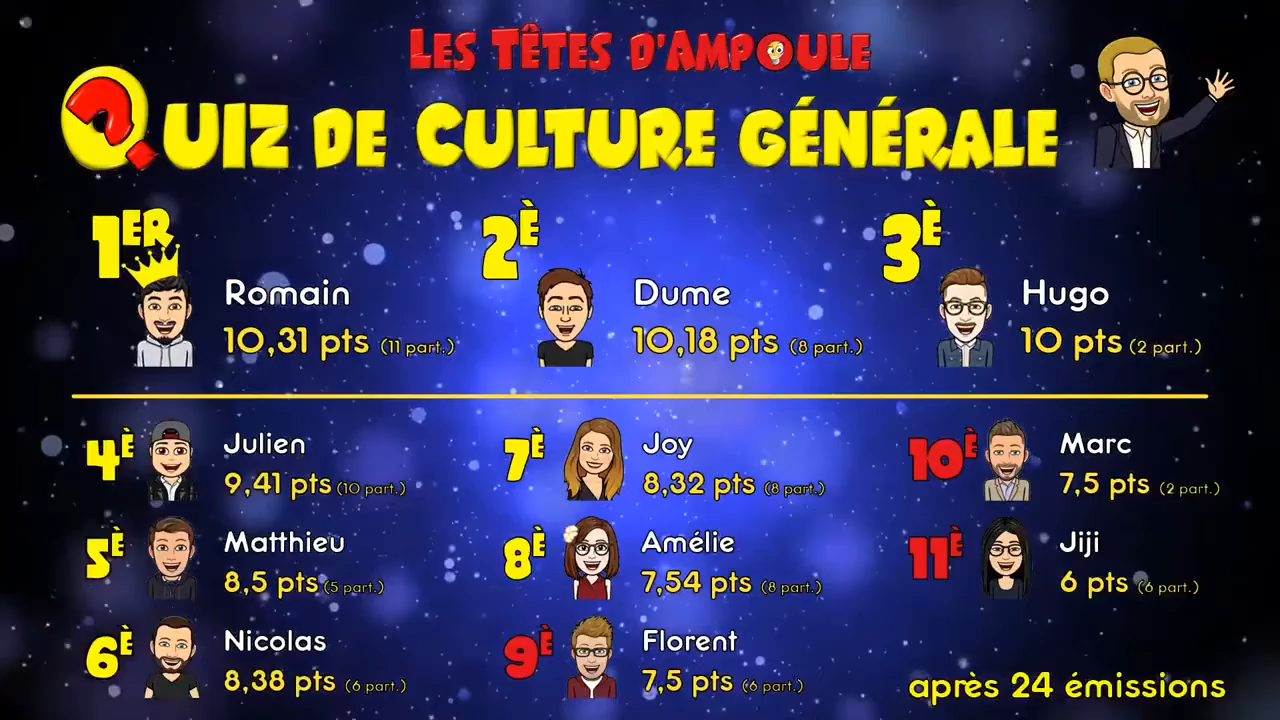 LES TÊTES D'AMPOULE
QUIZ DE CULTURE GÉNÉRALE
1ER
Romain
10,31 pts (11 part.)
2È
Dume
10,18 pts (8 part.)
3È
Hugo
10 pts (2 part.)
4È
Julien
9,41 pts (10 part.)
5È
Matthieu
8,5 pts (5 part.)
6È
Nicolas
8,38 pts (6 part.)
7È
Joy
8,32 pts (8 part.)
8È
Amélie
7,54 pts (8 part.)
9È
Florent
7,5 pts (6 part.)
10È
Marc
7,5 pts (2 part.)
11È
Jiji
6 pts (6 part.)
après 24 émissions